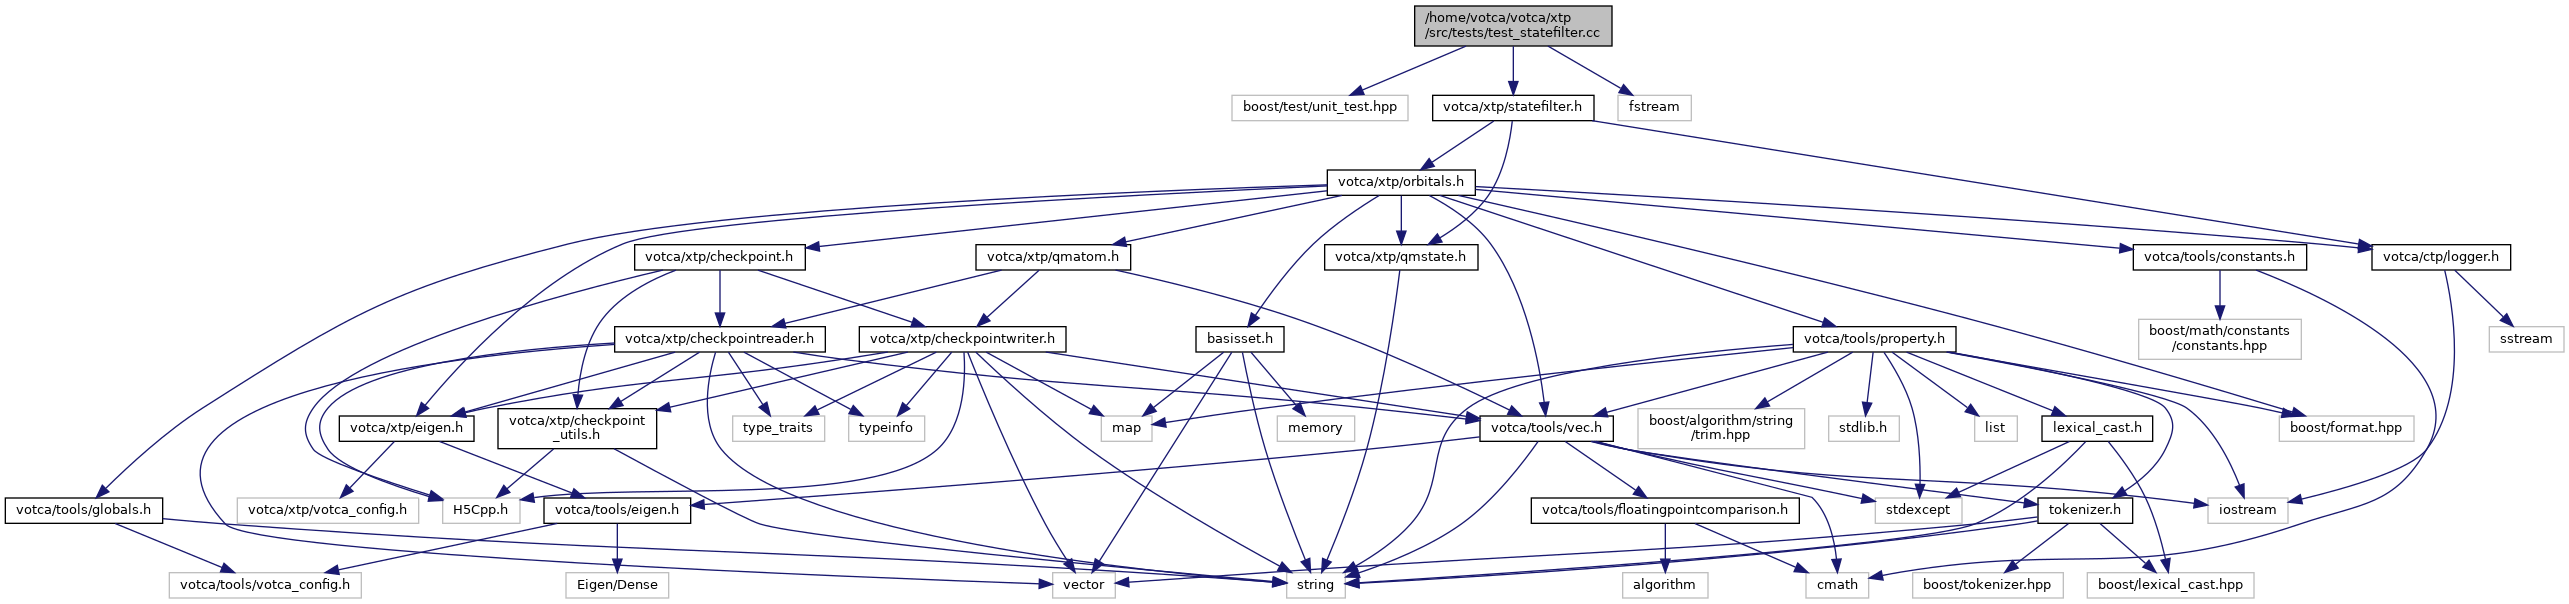 /home/votca/votca/xtp
/src/tests/test_statefilter.cc
boost/test/unit_test.hpp
votca/xtp/statefilter.h
fstream
votca/xtp/orbitals.h
votca/xtp/checkpoint.h
votca/xtp/qmatom.h
votca/xtp/qmstate.h
votca/tools/constants.h
votca/ctp/logger.h
votca/xtp/checkpointreader.h
votca/xtp/checkpointwriter.h
basisset.h
votca/tools/property.h
boost/math/constants
/constants.hpp
sstream
votca/xtp/eigen.h
votca/xtp/checkpoint
_utils.h
type_traits
typeinfo
map
memory
votca/tools/vec.h
boost/algorithm/string
/trim.hpp
stdlib.h
list
lexical_cast.h
boost/format.hpp
votca/tools/globals.h
votca/xtp/votca_config.h
H5Cpp.h
votca/tools/eigen.h
votca/tools/floatingpointcomparison.h
stdexcept
tokenizer.h
iostream
votca/tools/votca_config.h
Eigen/Dense
vector
string
algorithm
cmath
boost/tokenizer.hpp
boost/lexical_cast.hpp